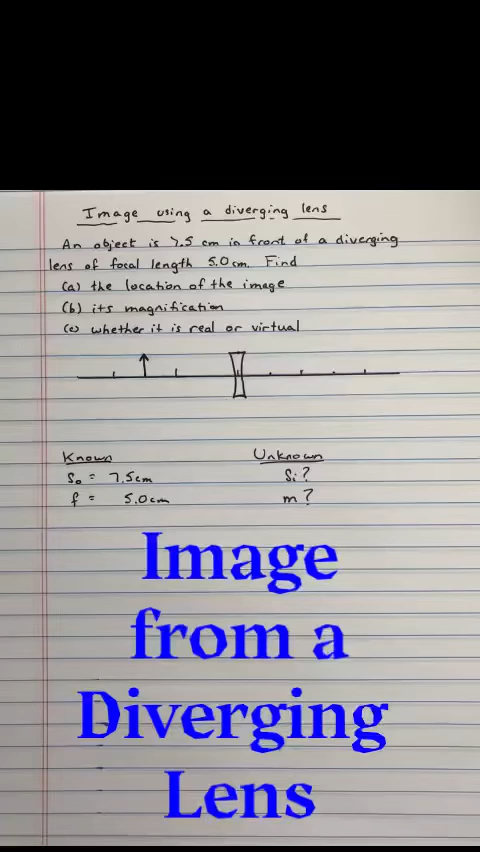 Image using a diverging lens
An object is 7.5 cm in front of a diverging
lens of focal length 5.0cm. Find
(a) the location of the image
(b) its magnification
(c) whether it is real or virtual
Known Unknown
So = 7.5cm Si?
f = 5.0cm m?
Image
from a
Diverging
Lens